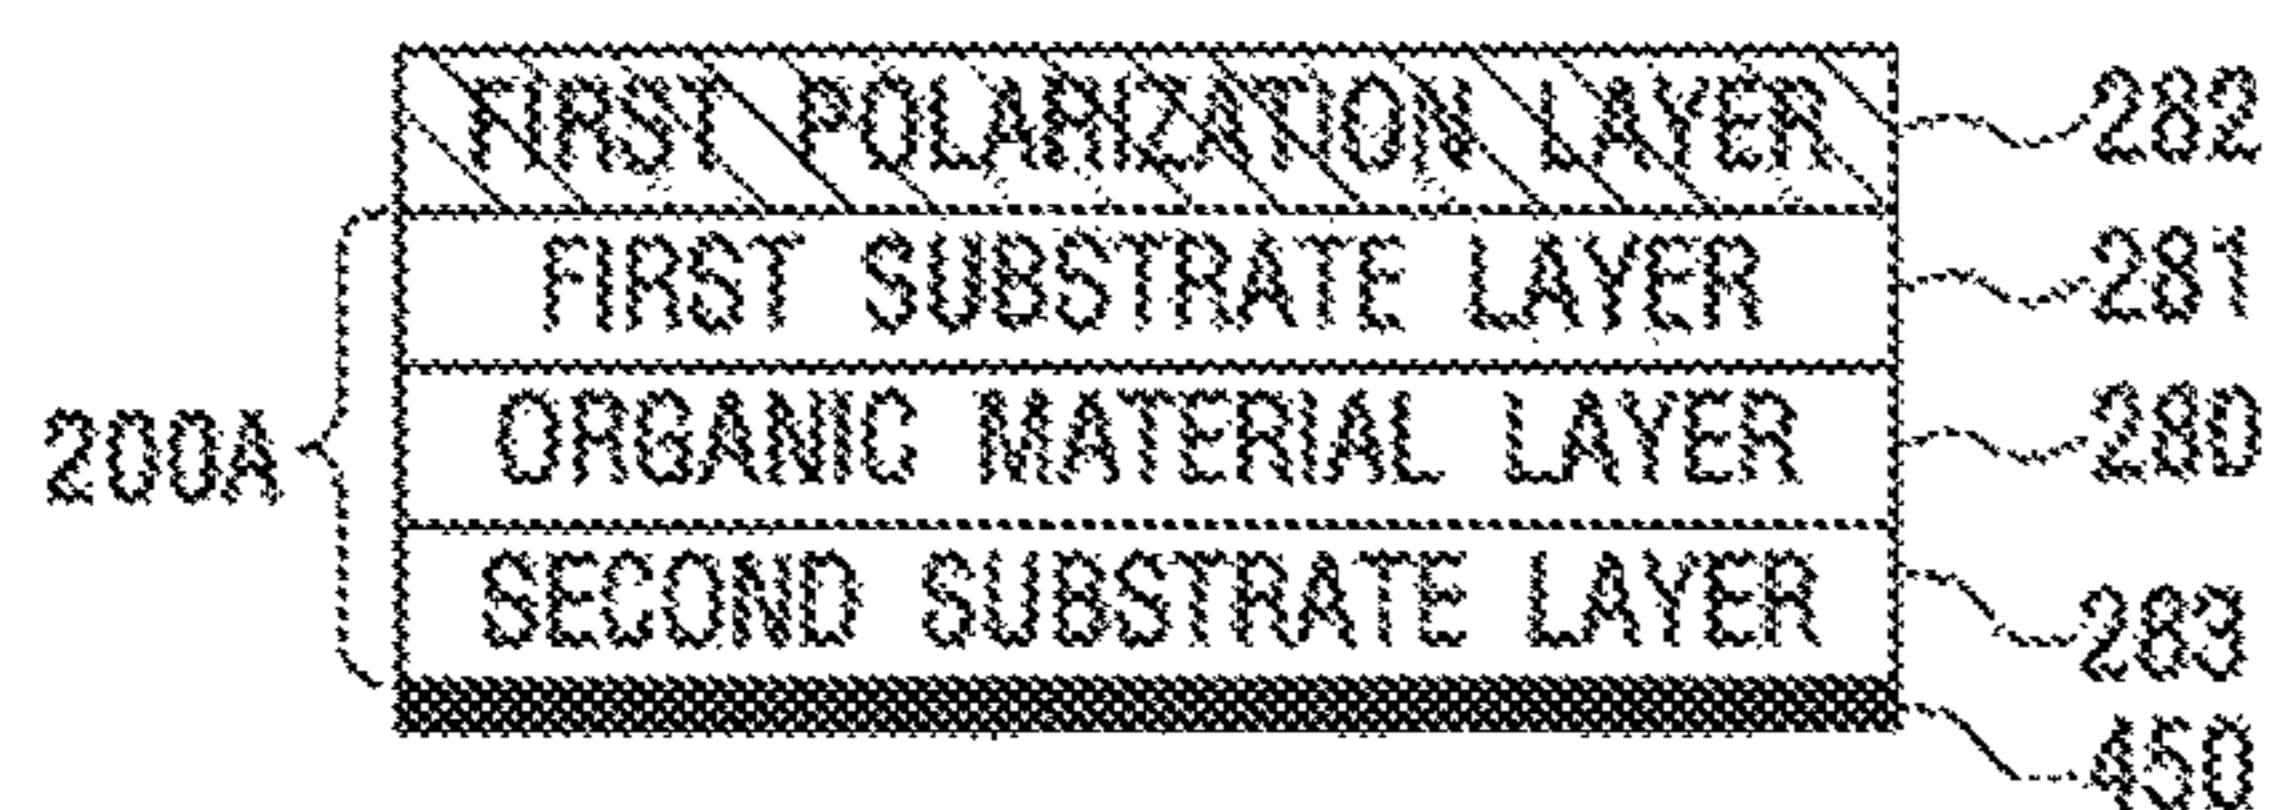 FIRST POLARIZATION LAYER 282
FIRST SUBSTRATE LAYER 281
200A ORGANIC MATERIAL LAYER 280
SECOND SUBSTRATE LAYER 283
450